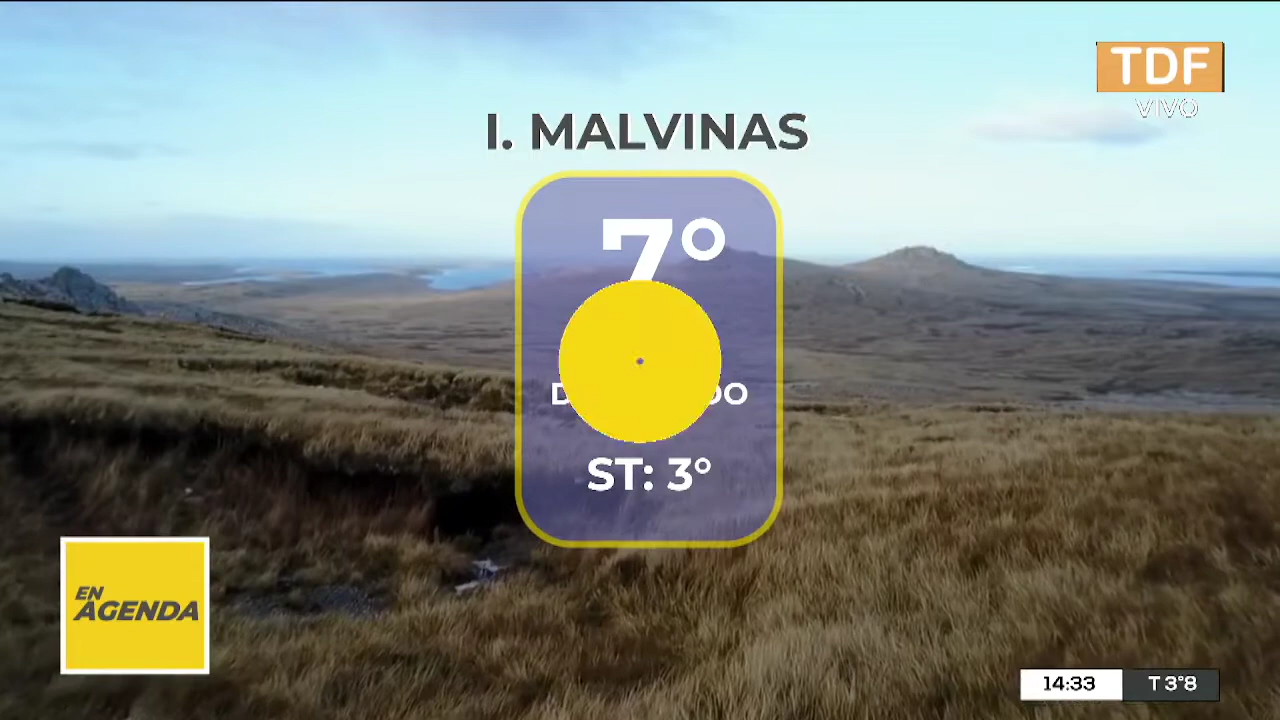 TDF
VIVO
I. MALVINAS
7°
ST: 3°
EN
AGENDA
14:33
T 3°8